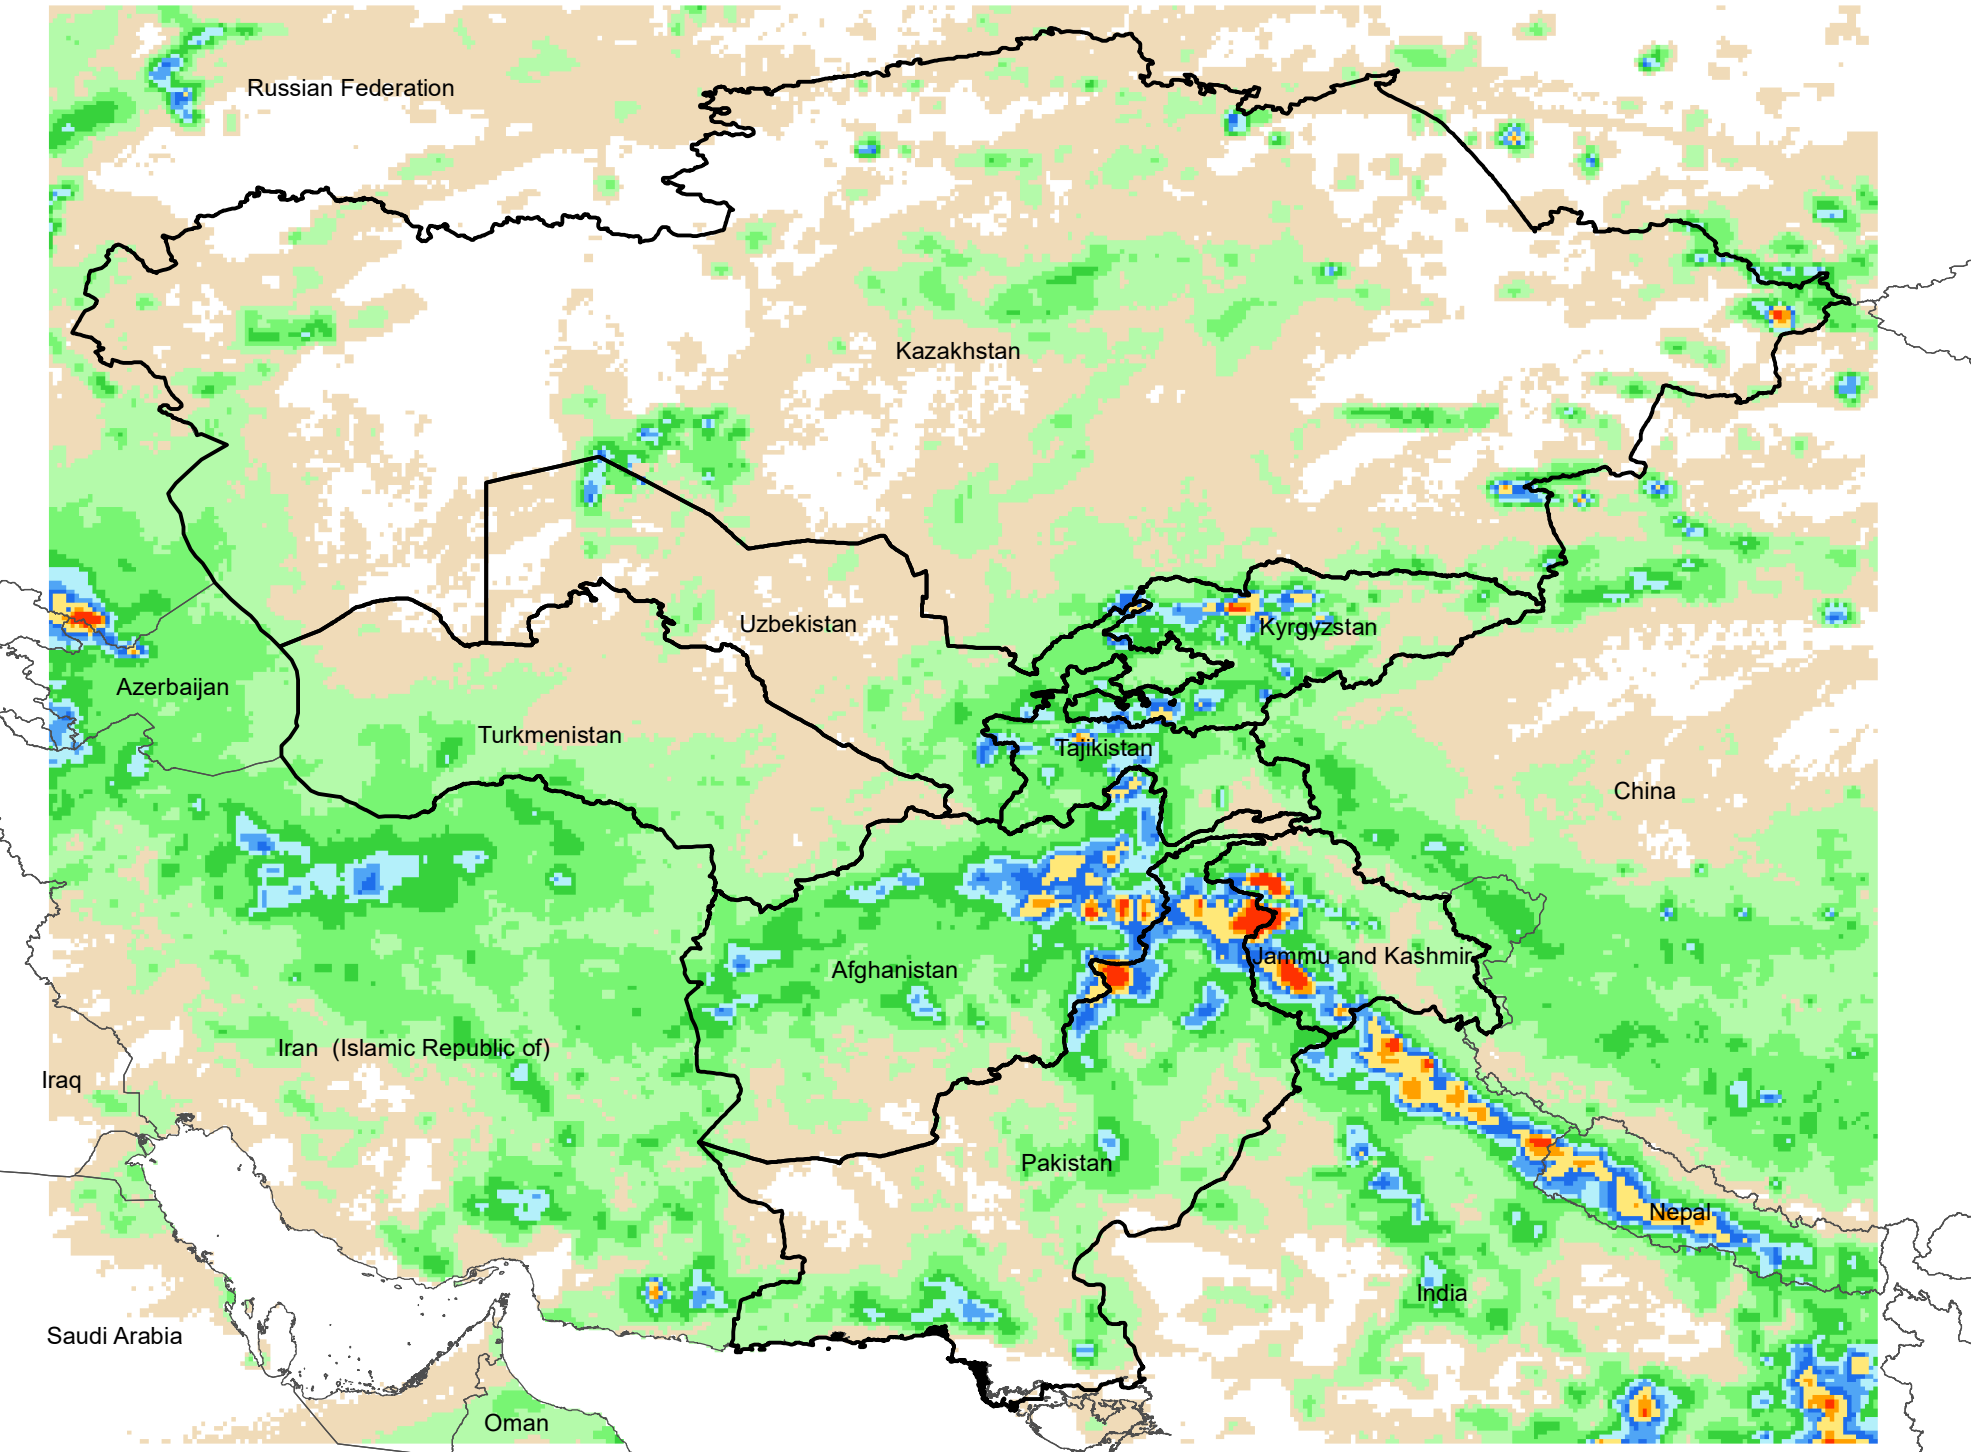 Russian Federation
Kazakhstan
Uzbekistan
Kyrgyzstan
Azerbaijan
Turkmenistan
Tajikistan
China
Afghanistan
Jammu and Kashmir
Iran  (Islamic Republic of)
Iraq
Pakistan
Nepal
India
Saudi Arabia
Oman